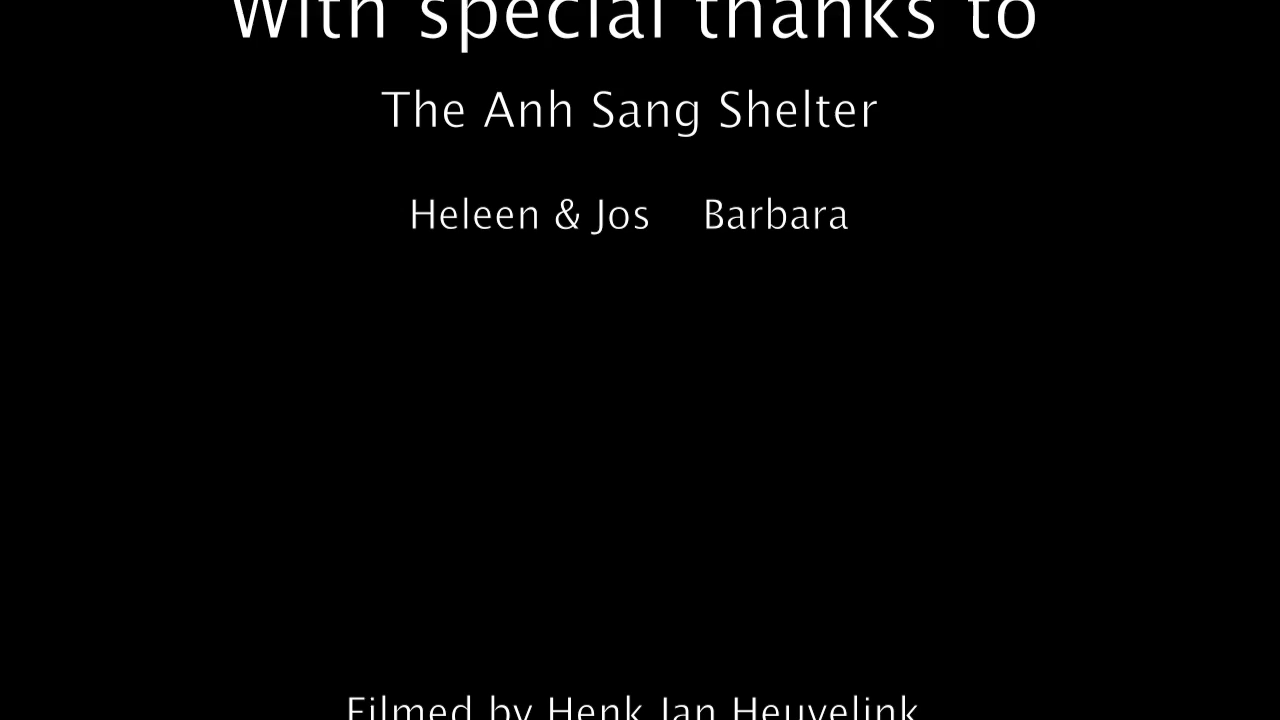 With special thanks to
The Anh Sang Shelter
Heleen & Jos Barbara
Filmed by Henk Jan Heuvelink